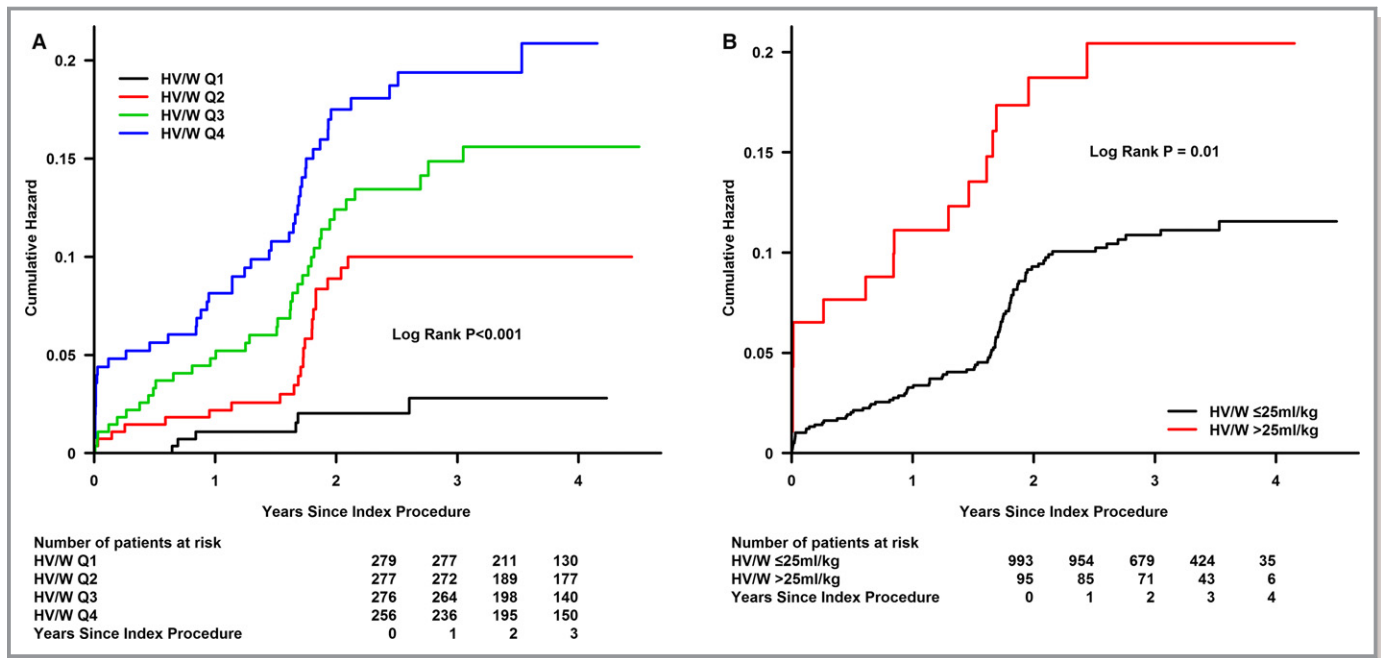 A
HV/W Q1
HV/W Q2
HV/W Q3
HV/W Q4
Cumulative Hazard
0.2
0.15
0.1
0.05
0
Log Rank P<0.001
0 1 2 3 4
Years Since Index Procedure
Number of patients at risk
HV/W Q1 279 277 211 130
HV/W Q2 277 272 189 177
HV/W Q3 276 264 198 140
HV/W Q4 256 236 195 150
Years Since Index Procedure 0 1 2 3
B
Cumulative Hazard
0.2
0.15
0.1
0.05
0
Log Rank P = 0.01
HV/W ≤25ml/kg
HV/W >25ml/kg
0 1 2 3 4
Years Since Index Procedure
Number of patients at risk
HV/W ≤25ml/kg 993 954 679 424 35
HV/W >25ml/kg 95 85 71 43 6
Years Since Index Procedure 0 1 2 3 4